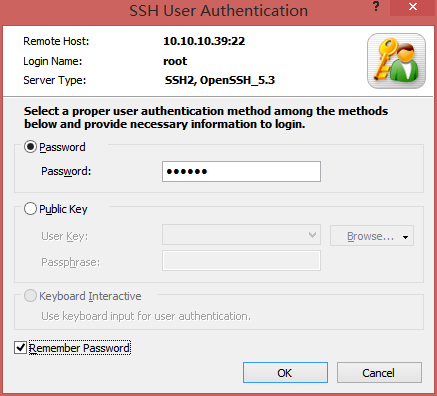 SSH User Authentication
?
Remote Host: 10.10.10.39:22
Login Name: root
Server Type: SSH2, OpenSSH_5.3
Select a proper user authentication method among the methods
below and provide necessary information to login.
Password
Password: ••••••
Public Key
User Key:
Browse...
Passphrase:
Keyboard Interactive
Use keyboard input for user authentication.
Remember Password
OK
Cancel